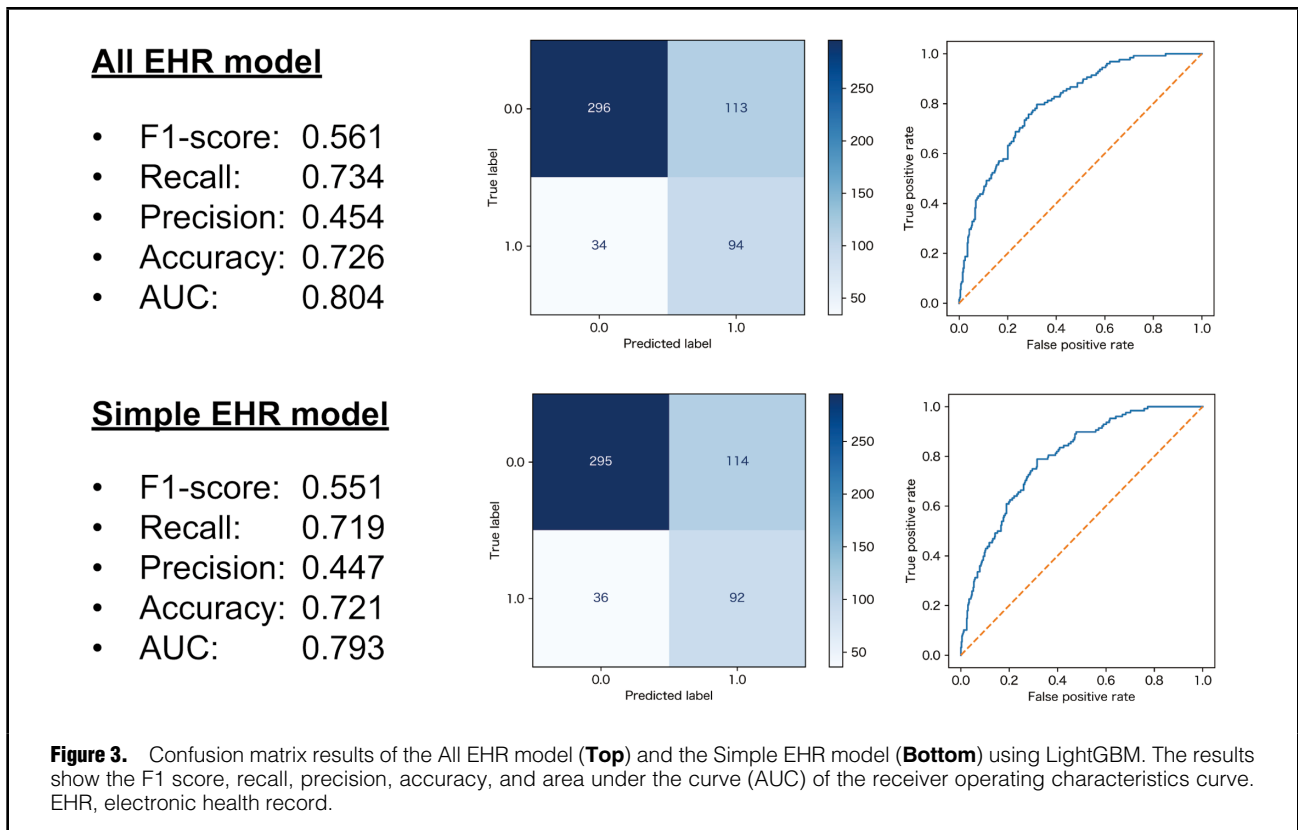 All EHR model
• F1-score: 0.561
• Recall: 0.734
• Precision: 0.454
• Accuracy: 0.726
• AUC: 0.804
True label
0.0
1.0
296 113
34 94
0.0 1.0
Predicted label
250
200
150
100
50
True positive rate
1.0
0.8
0.6
0.4
0.2
0.0
0.0 0.2 0.4 0.6 0.8 1.0
False positive rate
Simple EHR model
• F1-score: 0.551
• Recall: 0.719
• Precision: 0.447
• Accuracy: 0.721
• AUC: 0.793
True label
0.0
1.0
295 114
36 92
0.0 1.0
Predicted label
250
200
150
100
50
True positive rate
1.0
0.8
0.6
0.4
0.2
0.0
0.0 0.2 0.4 0.6 0.8 1.0
False positive rate
Figure 3. Confusion matrix results of the All EHR model (Top) and the Simple EHR model (Bottom) using LightGBM. The results
show the F1 score, recall, precision, accuracy, and area under the curve (AUC) of the receiver operating characteristics curve.
EHR, electronic health record.